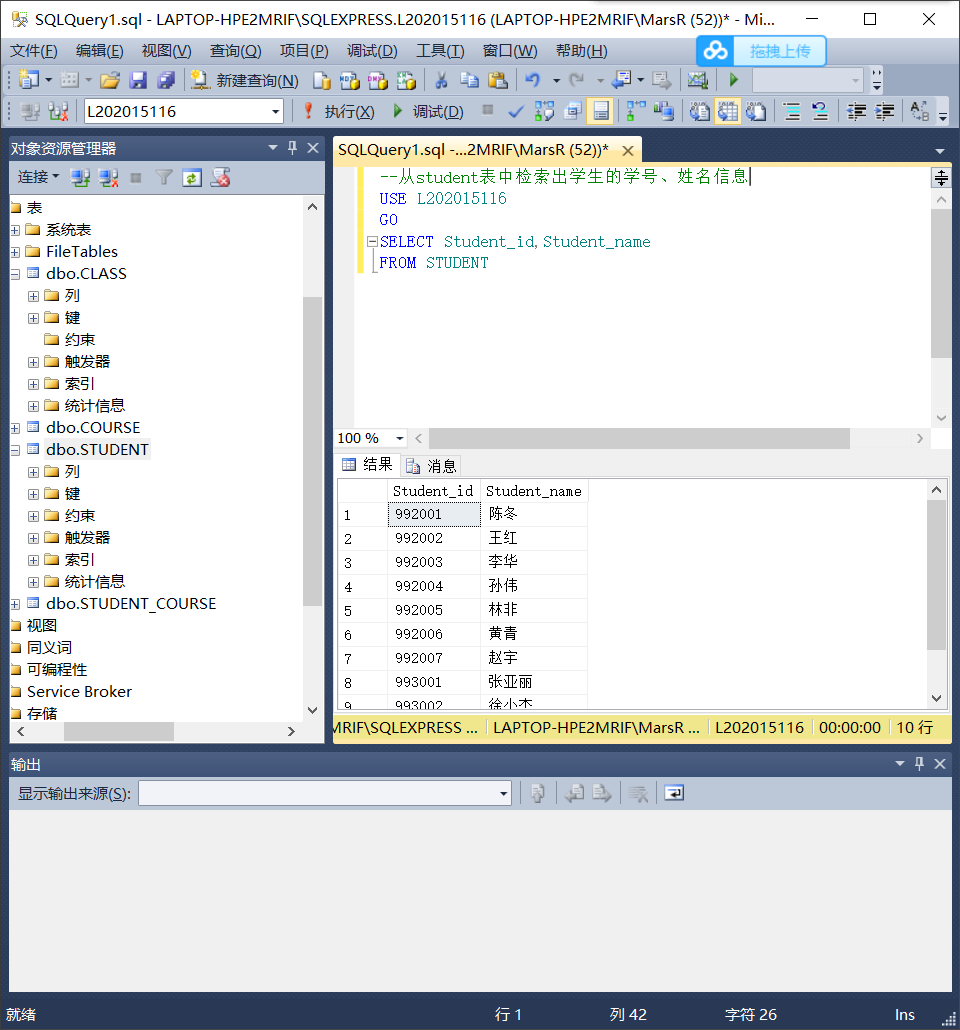 SQLQuery1.sql - LAPTOP-HPE2MRIF\SQLEXPRESS.L202015116 (LAPTOP-HPE2MRIF\MarsR (52))* - Mi...
文件(F) 编辑(E) 视图(V) 查询(Q) 项目(P) 调试(D) 工具(T) 窗口(W) 帮助(H)
拖拽上传
新建查询(N)
L202015116 执行(X) 调试(D)
对象资源管理器
连接
表
系统表
FileTables
dbo.CLASS
列
键
约束
触发器
索引
统计信息
dbo.COURSE
dbo.STUDENT
列
键
约束
触发器
索引
统计信息
dbo.STUDENT_COURSE
视图
同义词
可编程性
Service Broker
存储
SQLQuery1.sql -...2MRIF\MarsR (52))*
--从student表中检索出学生的学号、姓名信息
USE L202015116
GO
SELECT Student_id,Student_name
FROM STUDENT
100 %
结果 消息
Student_id Student_name
1 992001 陈冬
2 992002 王红
3 992003 李华
4 992004 孙伟
5 992005 林非
6 992006 黄青
7 992007 赵宇
8 993001 张亚丽
9 993002 徐小杰
MRIF\SQLEXPRESS ... LAPTOP-HPE2MRIF\MarsR ... L202015116 00:00:00 10 行
输出
显示输出来源(S):
就绪 行 1 列 42 字符 26 Ins